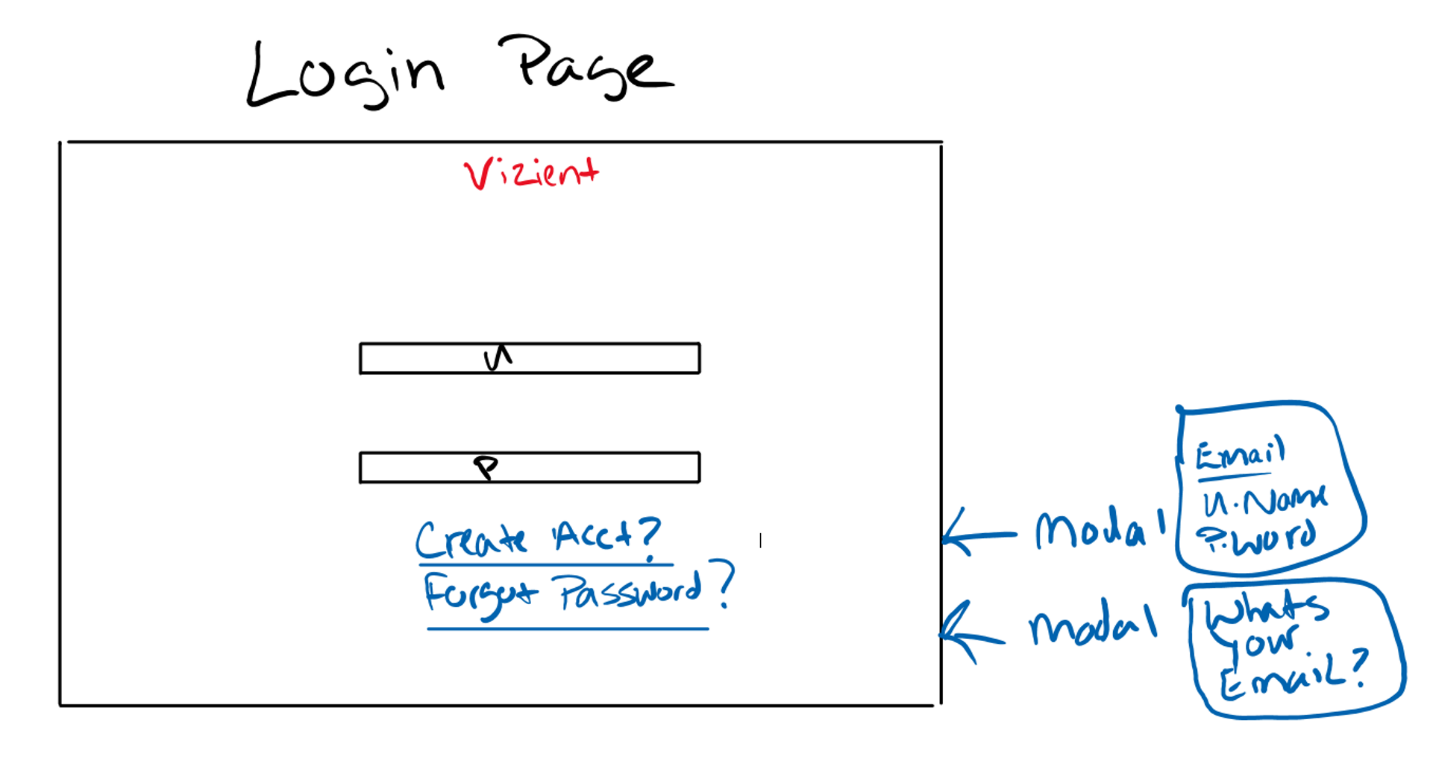 Login Page
Vizient
U
P
Create Acct?
Forgot Password?
modal
Email
U.Name
P.Word
modal
Whats
Your
Email?